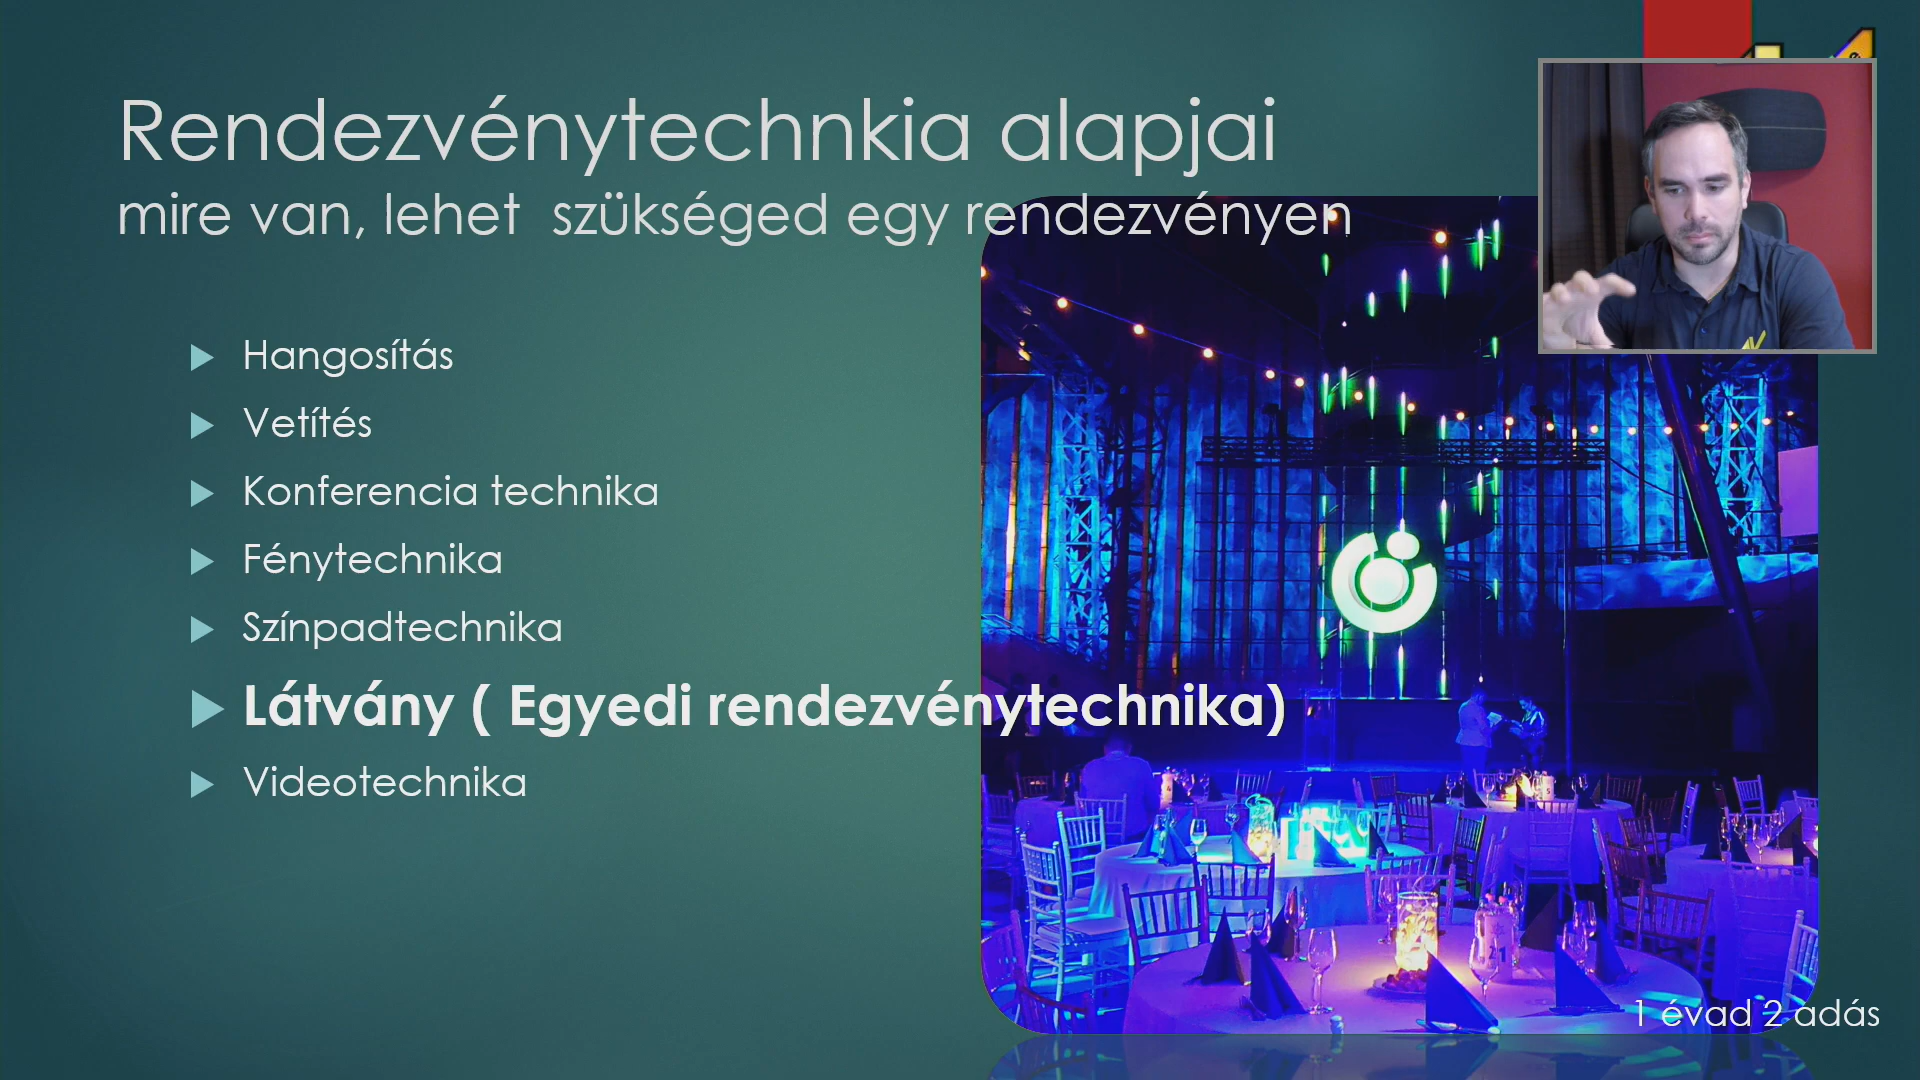 Rendezvénytechnkia alapjai
mire van, lehet szükséged egy rendezvényen
Hangosítás
Vetítés
Konferencia technika
Fénytechnika
Színpadtechnika
Látvány ( Egyedi rendezvénytechnika)
Videotechnika
21
1 évad 2 adás